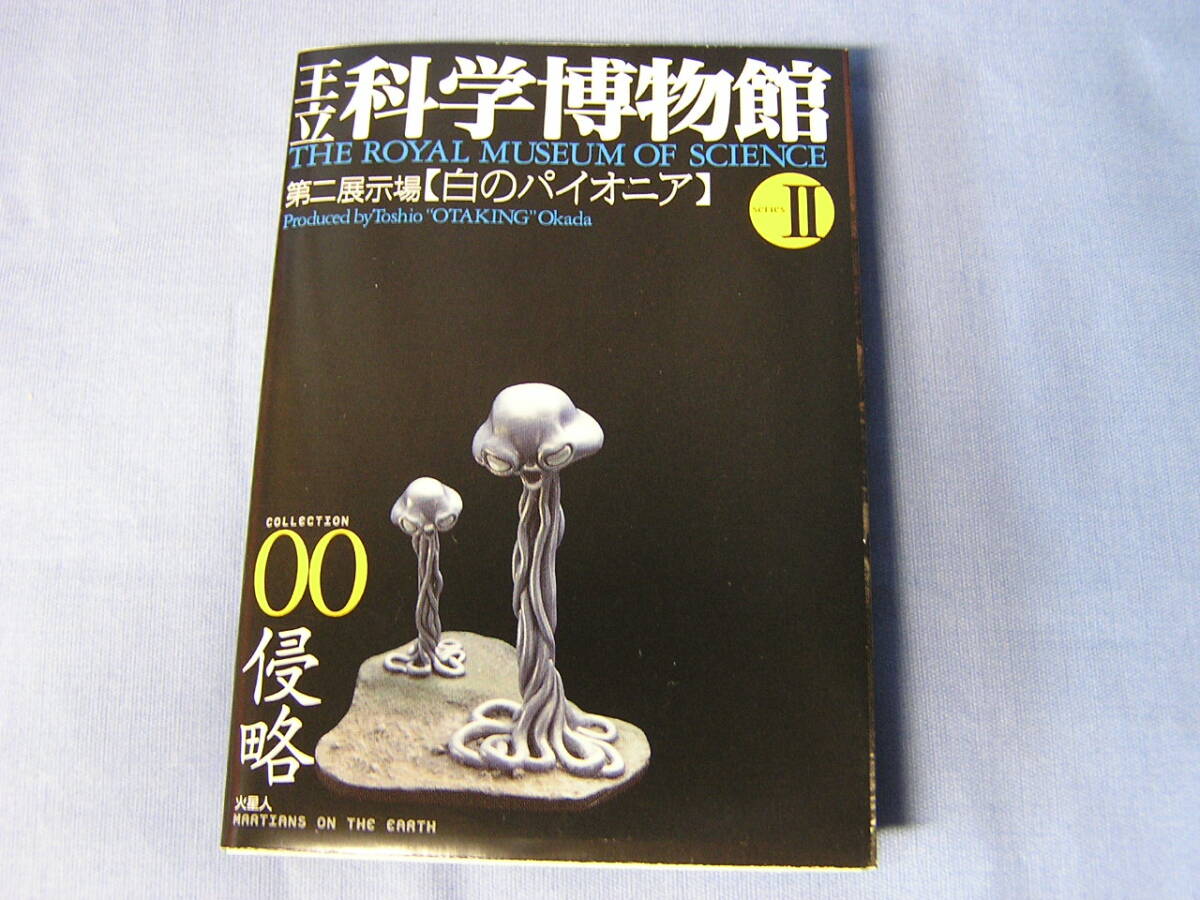 王立科学博物館
THE ROYAL MUSEUM OF SCIENCE
第二展示場【白のパイオニア】
Produced by Toshio "OTAKING" Okada
series II
COLLECTION
00
侵略
火星人
MARTIANS ON THE EARTH